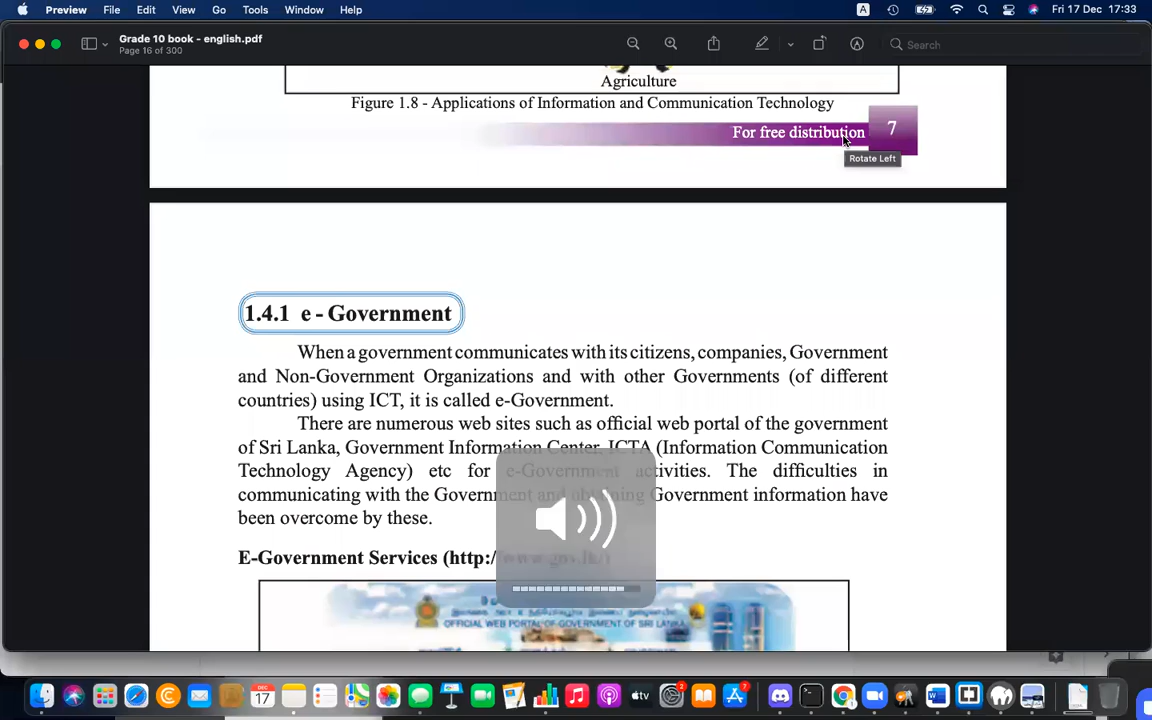 Preview File Edit View Go Tools Window Help A Fri 17 Dec 17:33
Grade 10 book - english.pdf
Page 16 of 300
Search
Agriculture
Figure 1.8 - Applications of Information and Communication Technology
For free distribution 7
Rotate Left
1.4.1 e - Government
When a government communicates with its citizens, companies, Government
and Non-Government Organizations and with other Governments (of different
countries) using ICT, it is called e-Government.
There are numerous web sites such as official web portal of the government
of Sri Lanka, Government Information Center, ICTA (Information Communication
Technology Agency) etc for e-Government activities. The difficulties in
communicating with the Government and obtaining Government information have
been overcome by these.
E-Government Services (http://www.gov.lk/)
OFFICIAL WEB PORTAL OF GOVERNMENT OF SRI LANKA
DEC
17
tv
2
7